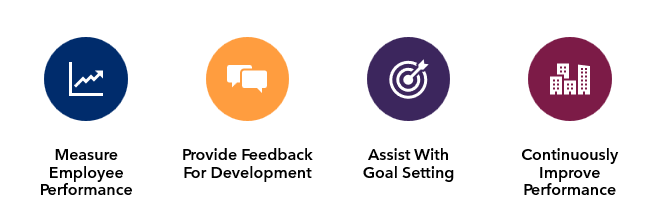 Measure
Employee
Performance
Provide Feedback
For Development
Assist With
Goal Setting
Continuously
Improve
Performance